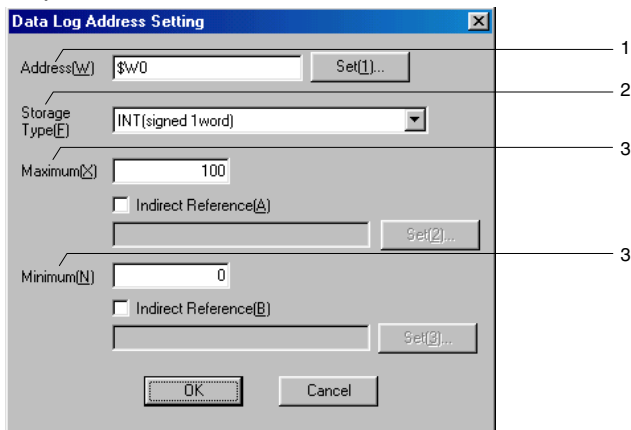 Data Log Address Setting
1
Address(W) $W0 Set(1)...
2
Storage
Type(F) INT(signed 1word)
3
Maximum(X) 100
Indirect Reference(A)
Set(2)...
3
Minimum(N) 0
Indirect Reference(B)
Set(3)...
OK Cancel